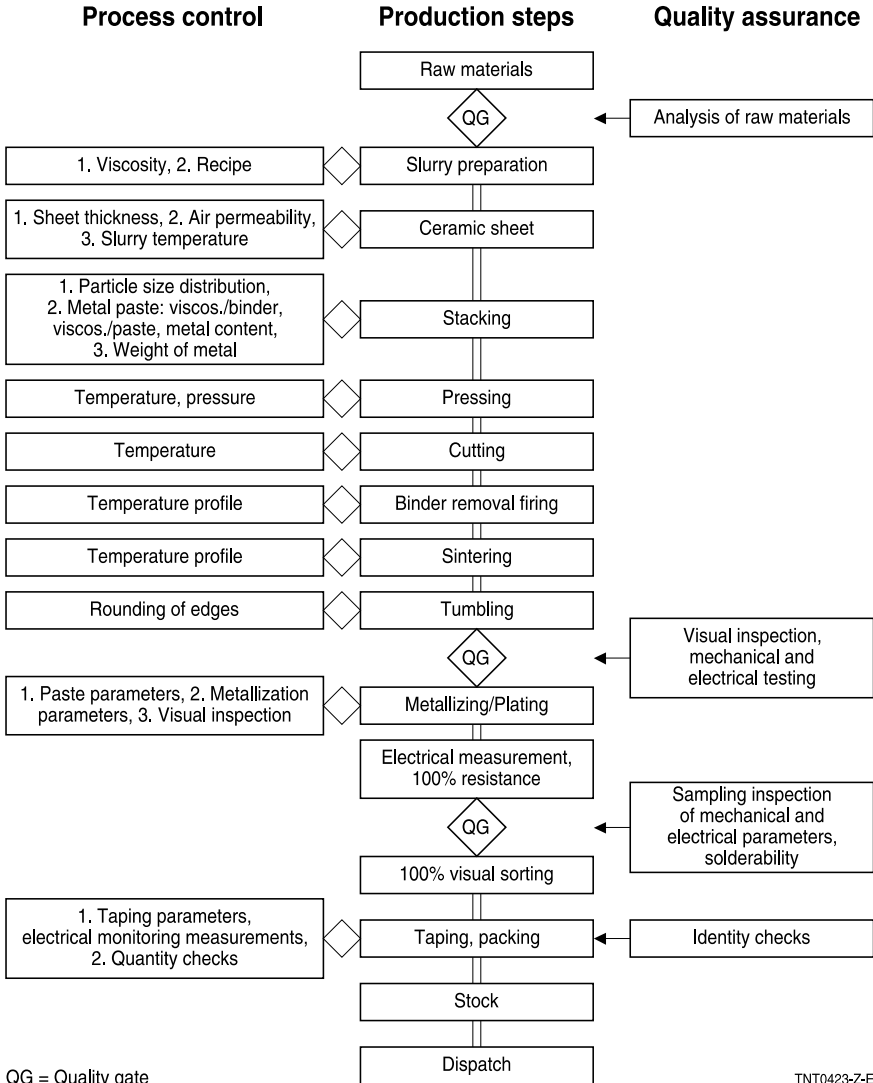 Process control
Production steps
Quality assurance
Raw materials
QG
Analysis of raw materials
1. Viscosity, 2. Recipe
Slurry preparation
1. Sheet thickness, 2. Air permeability,
3. Slurry temperature
Ceramic sheet
1. Particle size distribution,
2. Metal paste: viscos./binder,
viscos./paste, metal content,
3. Weight of metal
Stacking
Temperature, pressure
Pressing
Temperature
Cutting
Temperature profile
Binder removal firing
Temperature profile
Sintering
Rounding of edges
Tumbling
QG
Visual inspection,
mechanical and
electrical testing
1. Paste parameters, 2. Metallization
parameters, 3. Visual inspection
Metallizing/Plating
Electrical measurement,
100% resistance
QG
Sampling inspection
of mechanical and
electrical parameters,
solderability
100% visual sorting
1. Taping parameters,
electrical monitoring measurements,
2. Quantity checks
Taping, packing
Identity checks
Stock
Dispatch
QG = Quality gate
TNT0423-Z-E